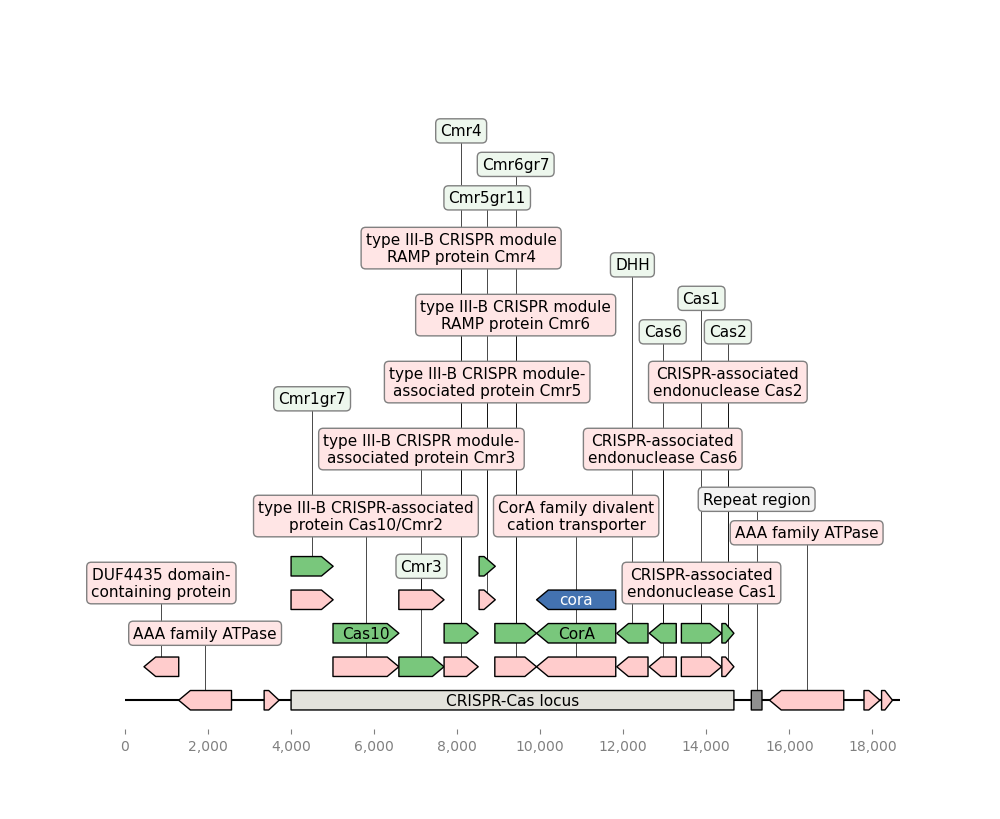 Cmr4
Cmr6gr7
Cmr5gr11
type III-B CRISPR module
RAMP protein Cmr4
DHH
Cas1
type III-B CRISPR module
RAMP protein Cmr6
Cas6
Cas2
type III-B CRISPR module-
associated protein Cmr5
CRISPR-associated
endonuclease Cas2
Cmr1gr7
type III-B CRISPR module-
associated protein Cmr3
CRISPR-associated
endonuclease Cas6
Repeat region
type III-B CRISPR-associated
protein Cas10/Cmr2
CorA family divalent
cation transporter
AAA family ATPase
Cmr3
DUF4435 domain-
containing protein
CRISPR-associated
endonuclease Cas1
cora
AAA family ATPase
Cas10
CorA
CRISPR-Cas locus
0 2,000 4,000 6,000 8,000 10,000 12,000 14,000 16,000 18,000